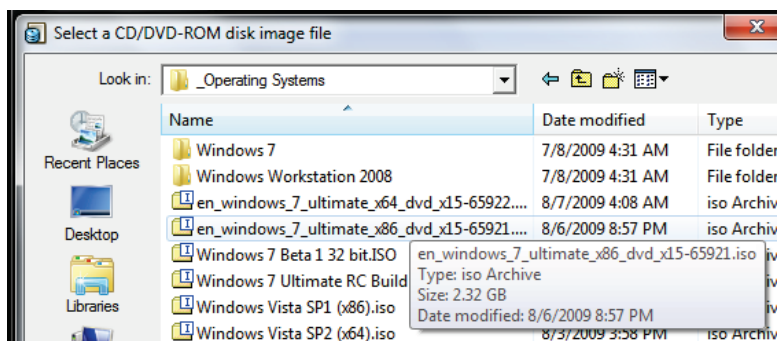 Select a CD/DVD-ROM disk image file
Look in: _Operating Systems
Name Date modified Type
Recent Places
Desktop
Libraries
Windows 7 7/8/2009 4:31 AM File folder
Windows Workstation 2008 7/8/2009 4:31 AM File folder
en_windows_7_ultimate_x64_dvd_x15-65922.... 8/7/2009 4:08 AM iso Archiv
en_windows_7_ultimate_x86_dvd_x15-65921.... 8/6/2009 8:57 PM iso Archiv
Windows 7 Beta 1 32 bit.ISO
Windows 7 Ultimate RC Build
Windows Vista SP1 (x86).iso
Windows Vista SP2 (x64).iso 8/3/2009 3:58 PM iso Archiv
en_windows_7_ultimate_x86_dvd_x15-65921.iso
Type: iso Archive
Size: 2.32 GB
Date modified: 8/6/2009 8:57 PM